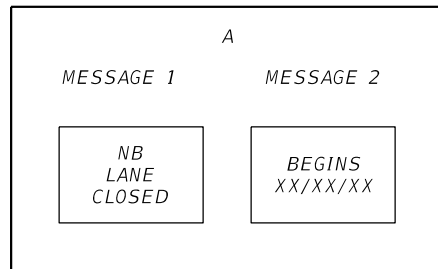 A
MESSAGE 1
MESSAGE 2
NB
LANE
CLOSED
BEGINS
XX/XX/XX